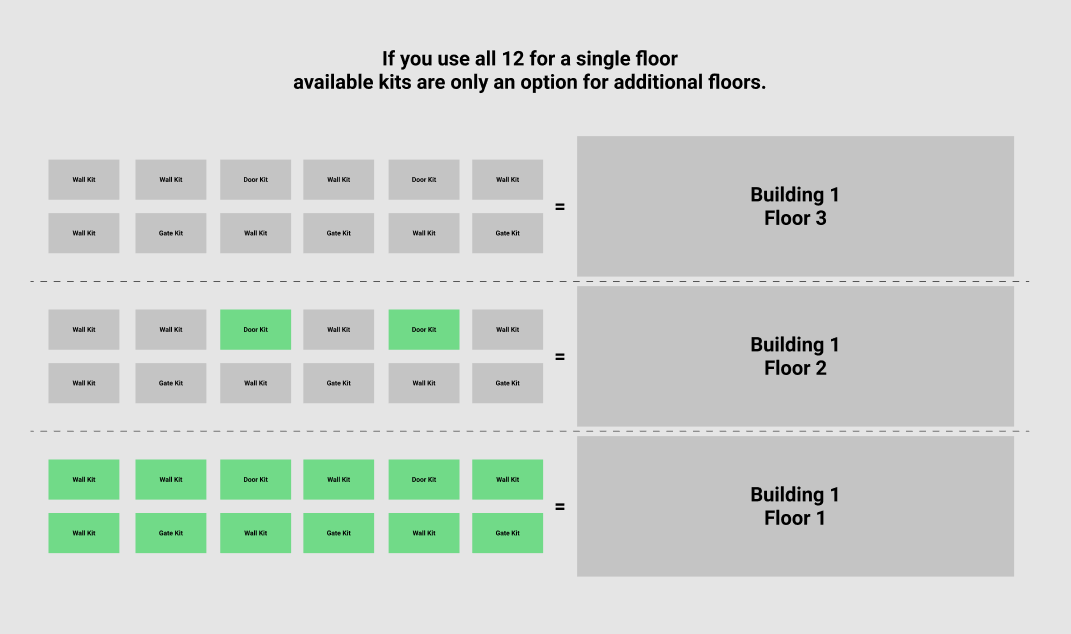 If you use all 12 for a single floor
available kits are only an option for additional floors.
Wall Kit Wall Kit Door Kit Wall Kit Door Kit Wall Kit
Wall Kit Gate Kit Wall Kit Gate Kit Wall Kit Gate Kit
=
Building 1
Floor 3
Wall Kit Wall Kit Door Kit Wall Kit Door Kit Wall Kit
Wall Kit Gate Kit Wall Kit Gate Kit Wall Kit Gate Kit
=
Building 1
Floor 2
Wall Kit Wall Kit Door Kit Wall Kit Door Kit Wall Kit
Wall Kit Gate Kit Wall Kit Gate Kit Wall Kit Gate Kit
=
Building 1
Floor 1